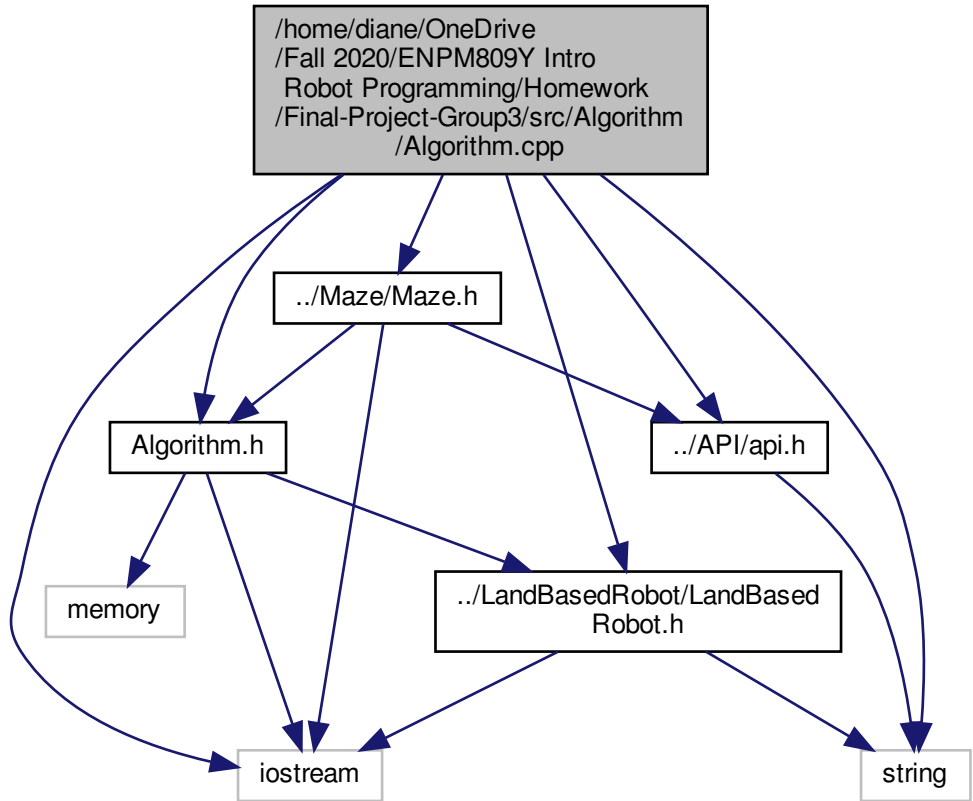 /home/diane/OneDrive
/Fall 2020/ENPM809Y Intro
Robot Programming/Homework
/Final-Project-Group3/src/Algorithm
/Algorithm.cpp
../Maze/Maze.h
Algorithm.h
../API/api.h
memory
../LandBasedRobot/LandBased
Robot.h
iostream
string